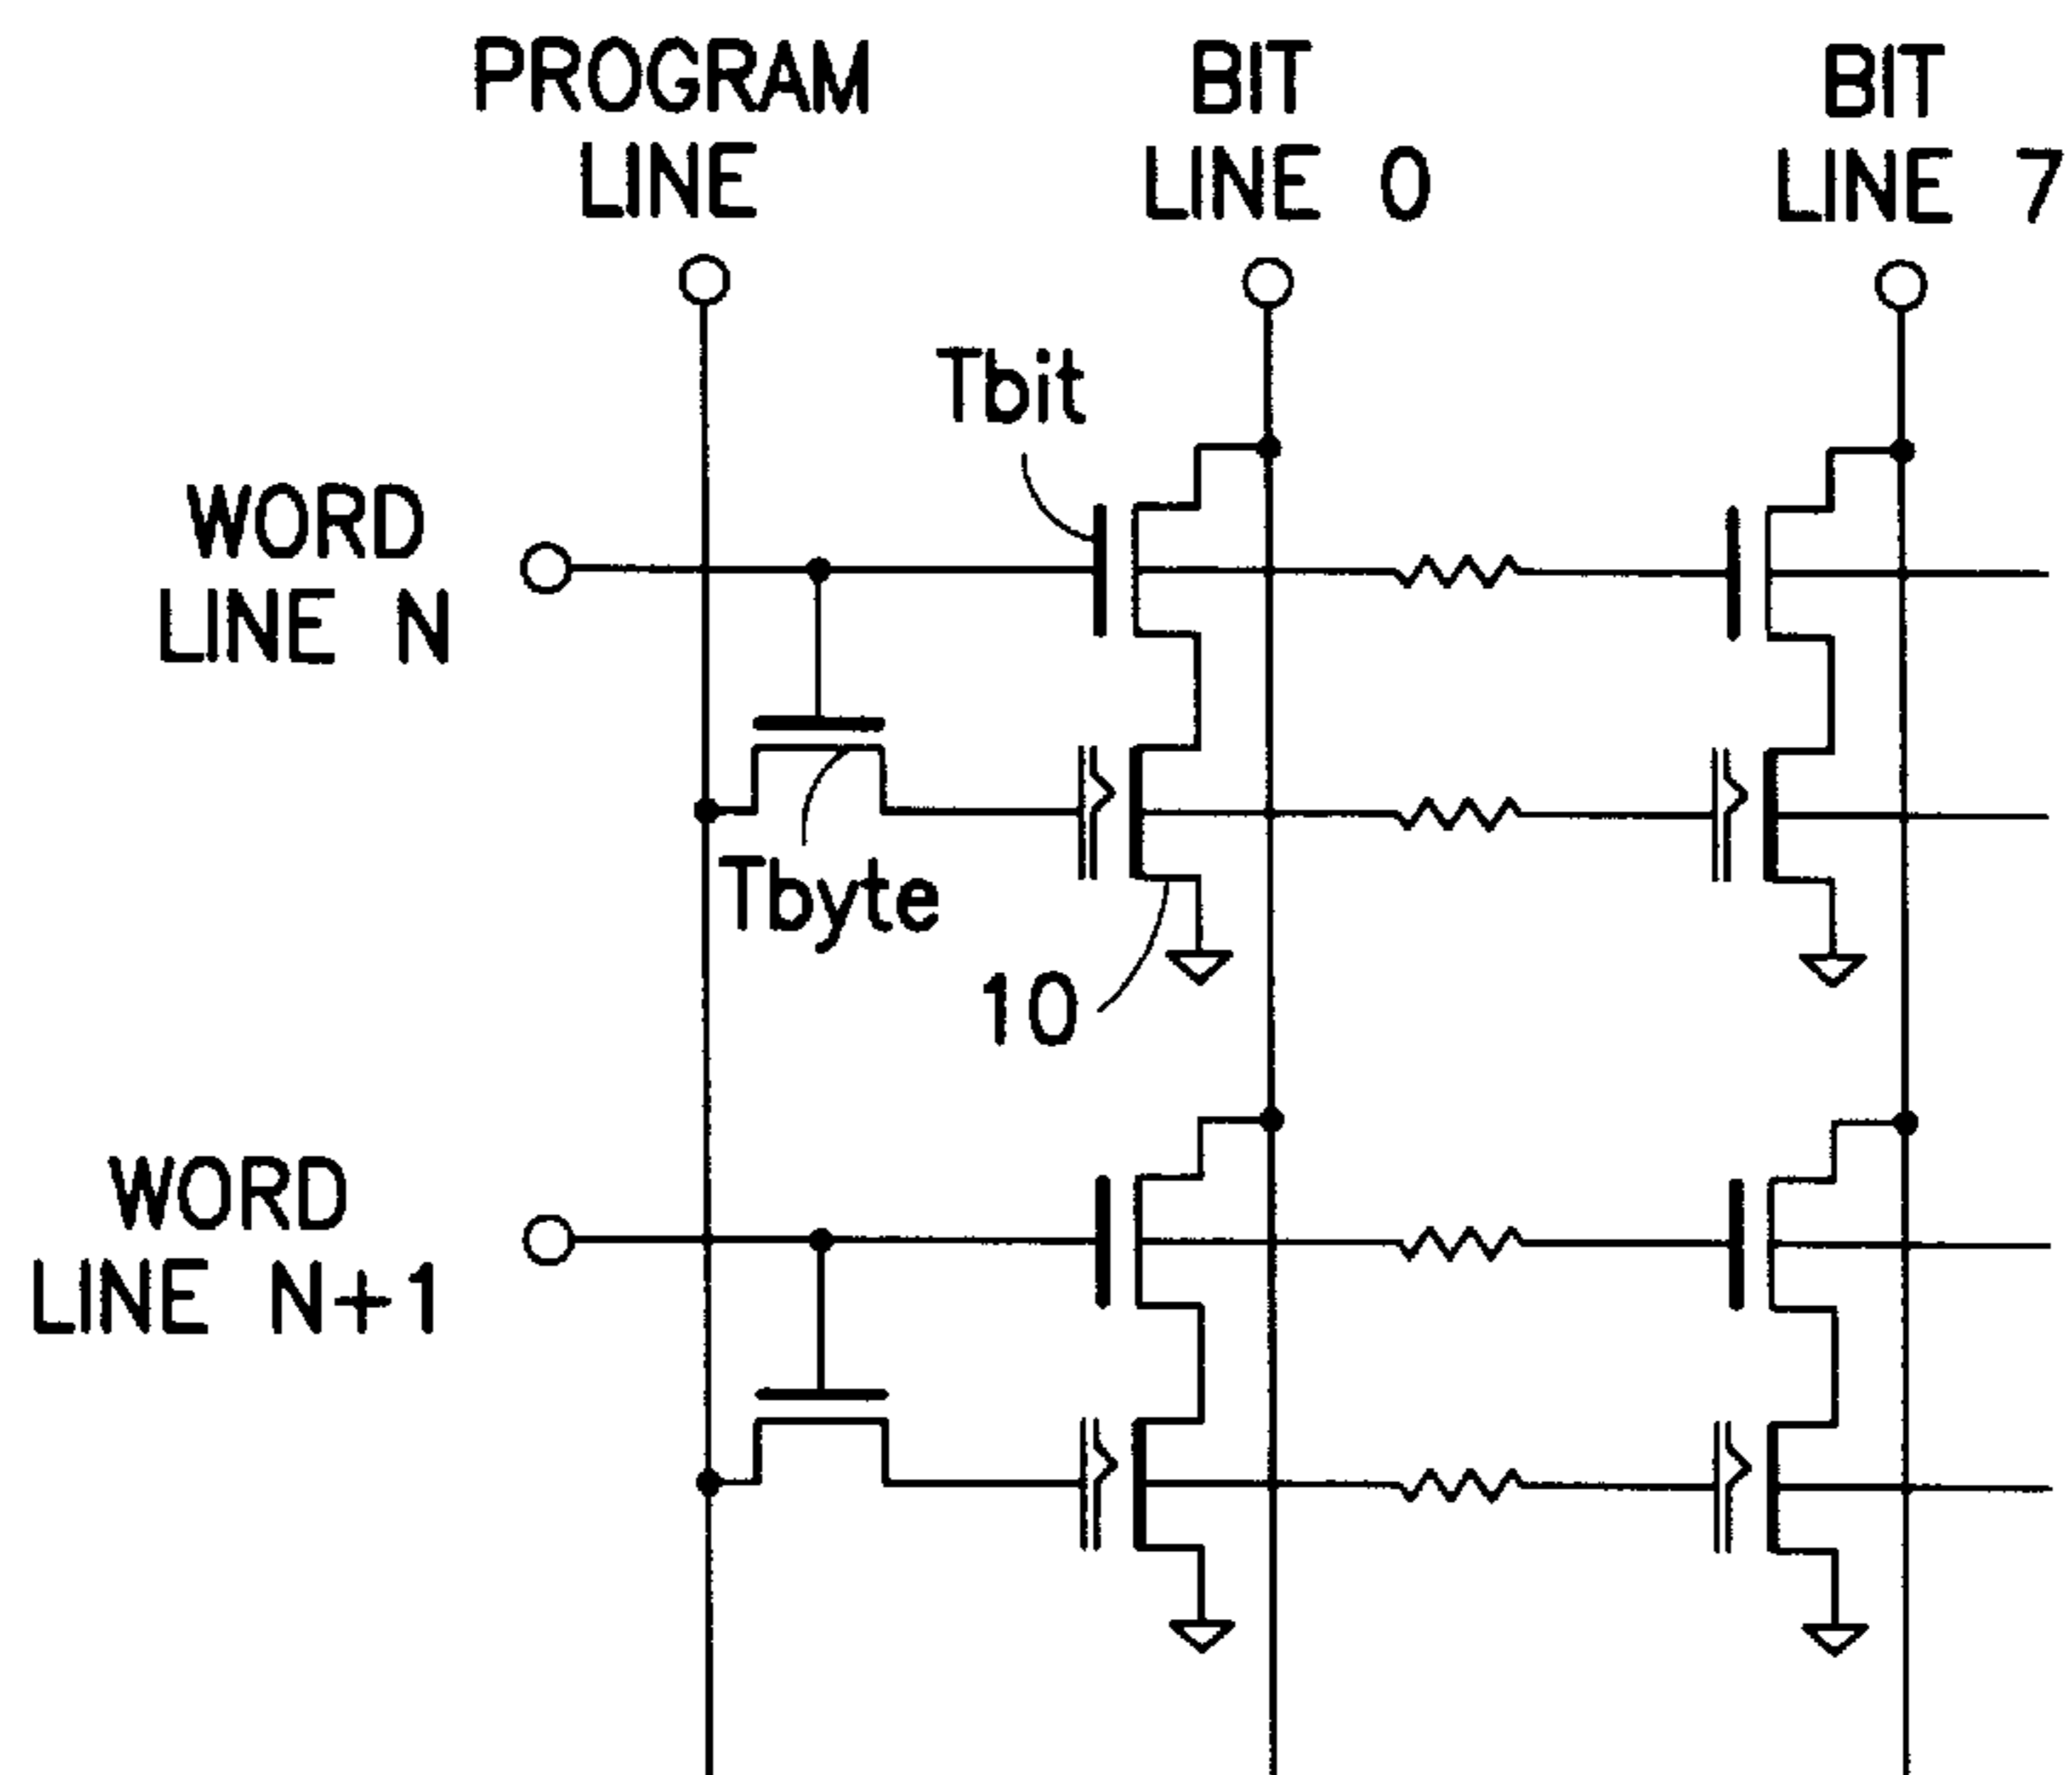 PROGRAM
LINE
BIT
LINE 0
BIT
LINE 7
Tbit
WORD
LINE N
Tbyte
10
WORD
LINE N+1